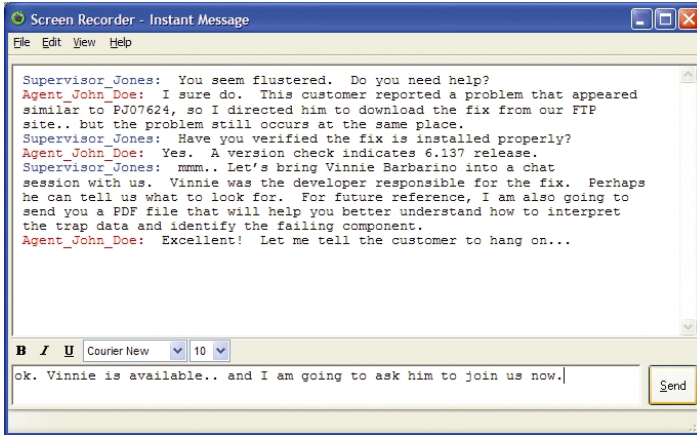 Screen Recorder - Instant Message
File Edit View Help
Supervisor_Jones: You seem flustered. Do you need help?
Agent_John_Doe: I sure do. This customer reported a problem that appeared
similar to PJ07624, so I directed him to download the fix from our FTP
site.. but the problem still occurs at the same place.
Supervisor_Jones: Have you verified the fix is installed properly?
Agent_John_Doe: Yes. A version check indicates 6.137 release.
Supervisor_Jones: mmm.. Let's bring Vinnie Barbarino into a chat
session with us. Vinnie was the developer responsible for the fix. Perhaps
he can tell us what to look for. For future reference, I am also going to
send you a PDF file that will help you better understand how to interpret
the trap data and identify the failing component.
Agent_John_Doe: Excellent! Let me tell the customer to hang on...
B I U Courier New 10
ok. Vinnie is available.. and I am going to ask him to join us now.
Send